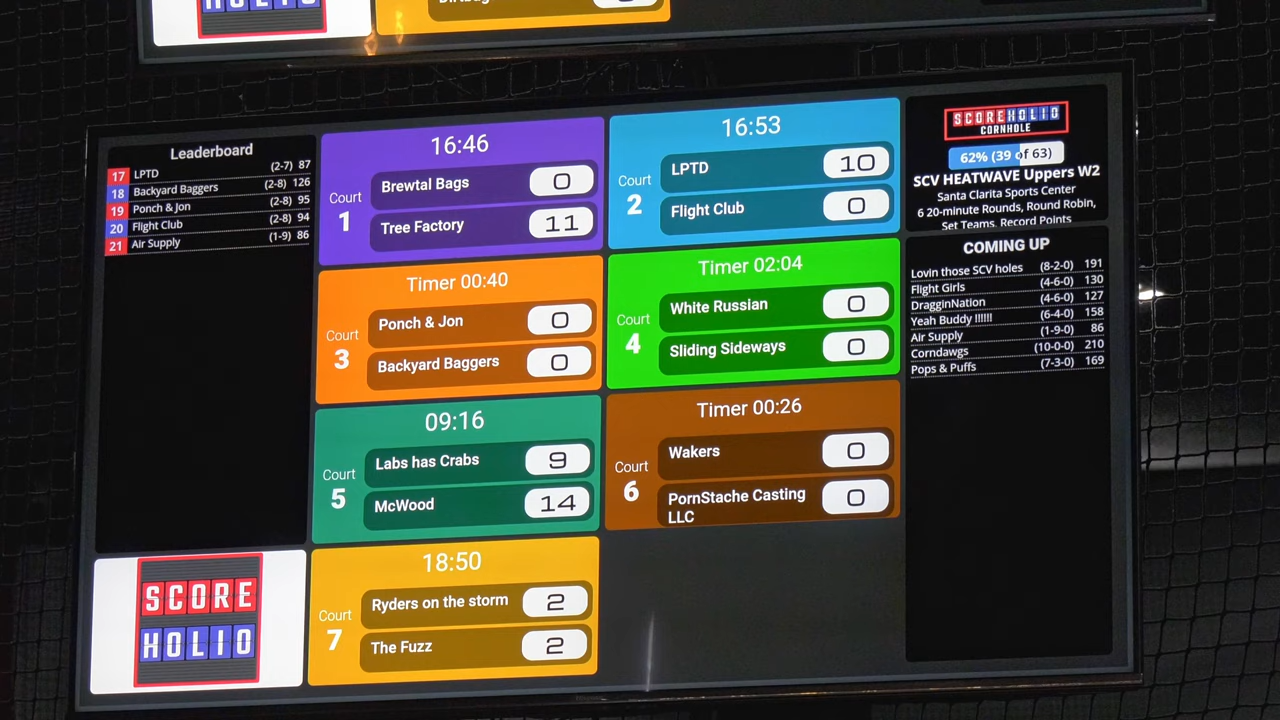 HOLIO
Leaderboard
17 LPTD (2-7) 87
18 Backyard Baggers (2-8) 126
19 Ponch & Jon (2-8) 95
20 Flight Club (2-8) 94
21 Air Supply (1-9) 86
SCORE
HOLIO
16:46
Court 1
Brewtal Bags 0
Tree Factory 11
16:53
Court 2
LPTD 10
Flight Club 0
Timer 00:40
Court 3
Ponch & Jon 0
Backyard Baggers 0
Timer 02:04
Court 4
White Russian 0
Sliding Sideways 0
09:16
Court 5
Labs has Crabs 9
McWood 14
Timer 00:26
Court 6
Wakers 0
PornStache Casting
LLC 0
18:50
Court 7
Ryders on the storm 2
The Fuzz 2
SCOREHOLIO
CORNHOLE
62% (39 of 63)
SCV HEATWAVE Uppers W2
Santa Clarita Sports Center
6 20-minute Rounds, Round Robin,
Set Teams, Record Points
COMING UP
Lovin those SCV holes (8-2-0) 191
Flight Girls (4-6-0) 130
DragginNation (4-6-0) 127
Yeah Buddy !!!!!! (6-4-0) 158
Air Supply (1-9-0) 86
Corndawgs (10-0-0) 210
Pops & Puffs (7-3-0) 169